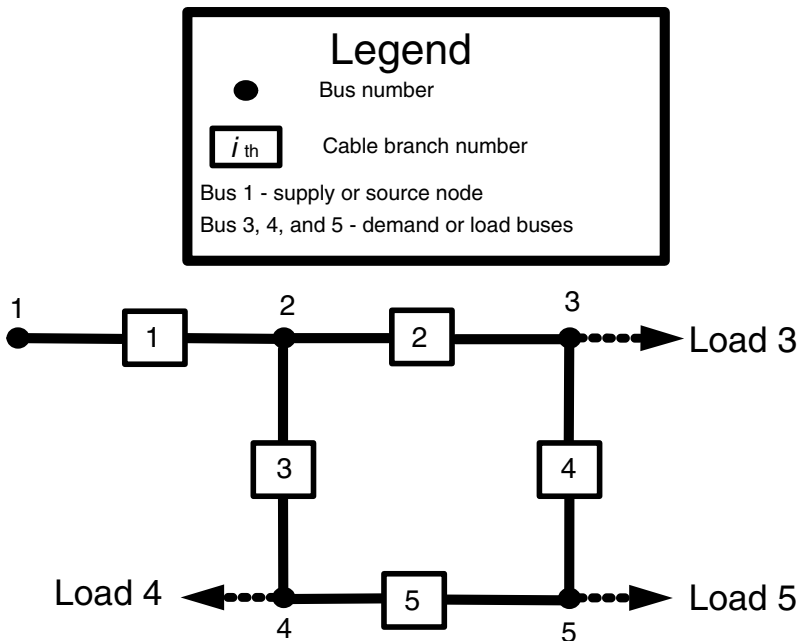 Legend
Bus number
i th
Cable branch number
Bus 1 - supply or source node
Bus 3, 4, and 5 - demand or load buses
1
2
3
1
2
Load 3
3
4
Load 4
5
Load 5
4
5